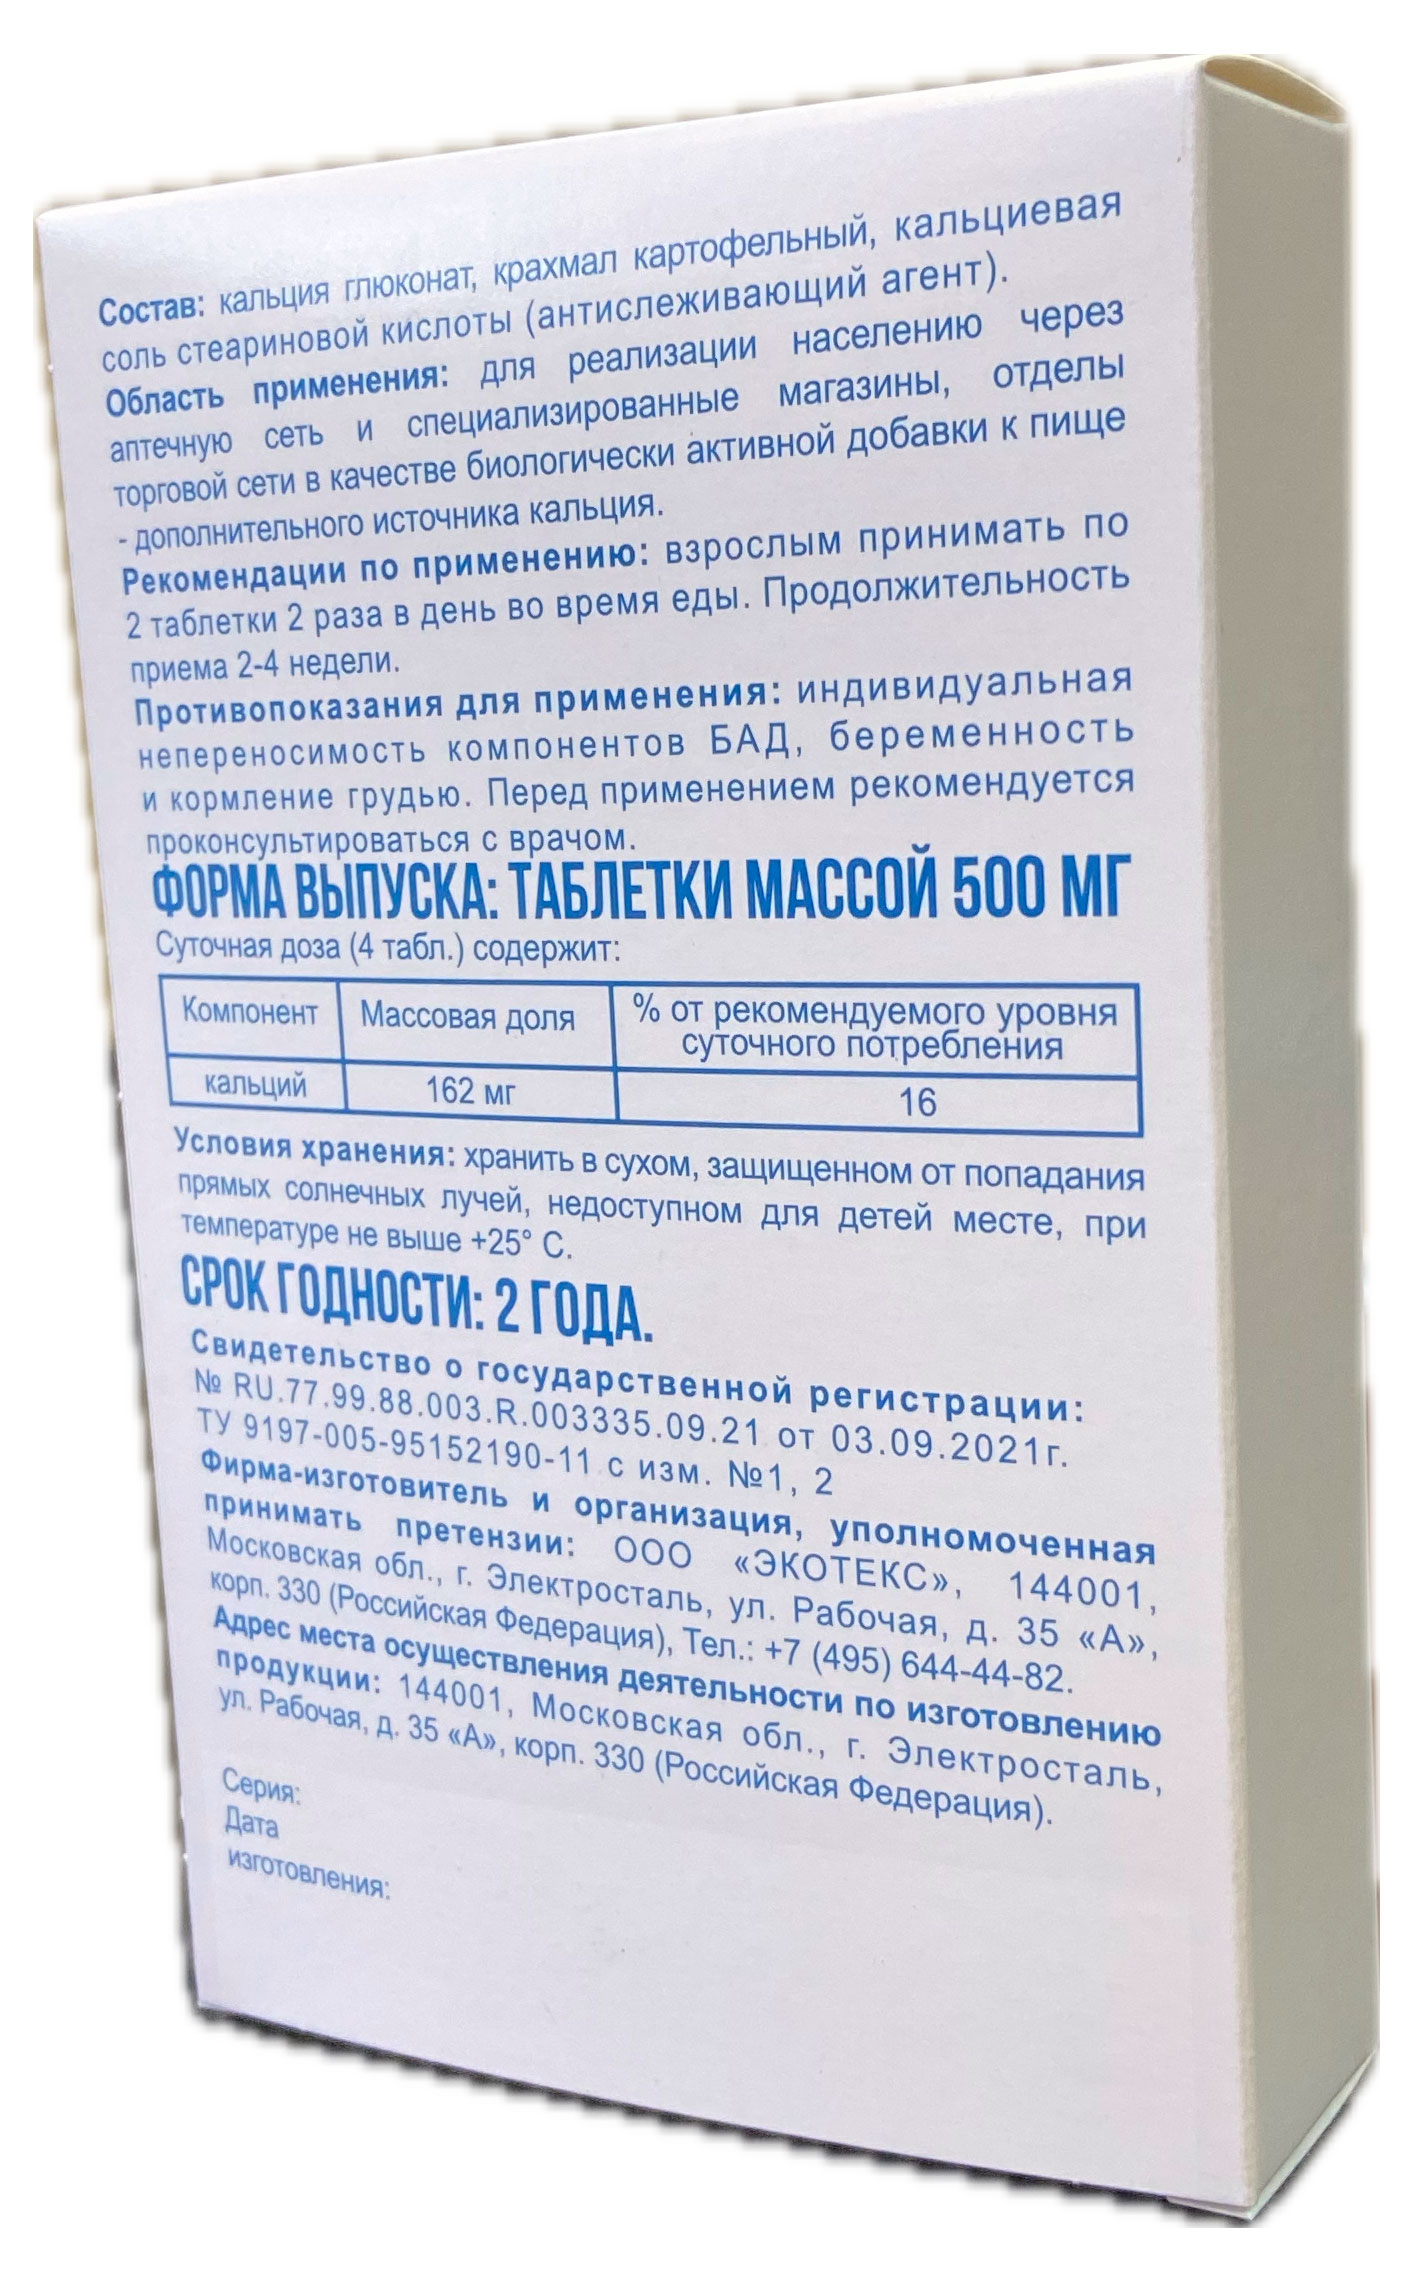 Состав: кальция глюконат, крахмал картофельный, кальциевая
соль стеариновой кислоты (антислеживающий агент).
Область применения: для реализации населению через
аптечную сеть и специализированные магазины, отделы
торговой сети в качестве биологически активной добавки к пище
- дополнительного источника кальция.
Рекомендации по применению: взрослым принимать по
2 таблетки 2 раза в день во время еды. Продолжительность
приема 2-4 недели.
Противопоказания для применения: индивидуальная
непереносимость компонентов БАД, беременность
и кормление грудью. Перед применением рекомендуется
проконсультироваться с врачом.
ФОРМА ВЫПУСКА: ТАБЛЕТКИ МАССОЙ 500 МГ
Суточная доза (4 табл.) содержит:
Компонент Массовая доля % от рекомендуемого уровня
суточного потребления
кальций 162 мг 16
Условия хранения: хранить в сухом, защищенном от попадания
прямых солнечных лучей, недоступном для детей месте, при
температуре не выше +25° С.
СРОК ГОДНОСТИ: 2 ГОДА.
Свидетельство о государственной регистрации:
№ RU.77.99.88.003.R.003335.09.21 от 03.09.2021г.
ТУ 9197-005-95152190-11 с изм. №1, 2
Фирма-изготовитель и организация, уполномоченная
принимать претензии: ООО «ЭКОТЕКС», 144001,
Московская обл., г. Электросталь, ул. Рабочая, д. 35 «А»,
корп. 330 (Российская Федерация), Тел.: +7 (495) 644-44-82.
Адрес места осуществления деятельности по изготовлению
продукции: 144001, Московская обл., г. Электросталь,
ул. Рабочая, д. 35 «А», корп. 330 (Российская Федерация).
Серия:
Дата
изготовления: